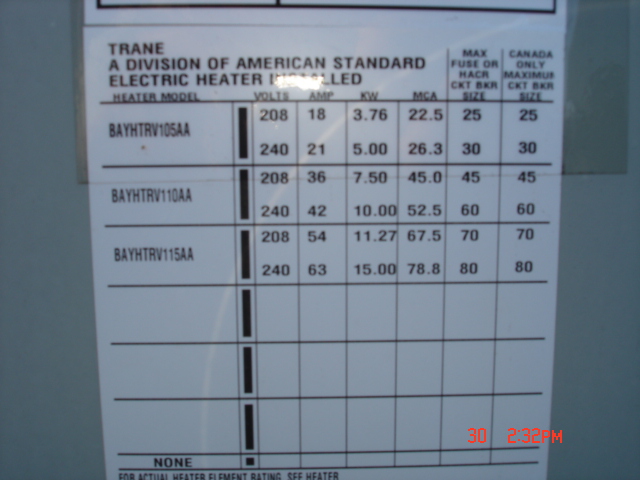 TRANE
A DIVISION OF AMERICAN STANDARD
ELECTRIC HEATER INSTALLED
MAX FUSE OR HACR CKT BKR SIZE
CANADA ONLY MAXIMUM CKT BKR SIZE
HEATER MODEL VOLTS AMP KW MCA
BAYHTRV105AA
208 18 3.76 22.5 25 25
240 21 5.00 26.3 30 30
BAYHTRV110AA
208 36 7.50 45.0 45 45
240 42 10.00 52.5 60 60
BAYHTRV115AA
208 54 11.27 67.5 70 70
240 63 15.00 78.8 80 80
NONE
FOR ACTUAL HEATER ELEMENT RATING, SEE HEATER
30 2:32PM